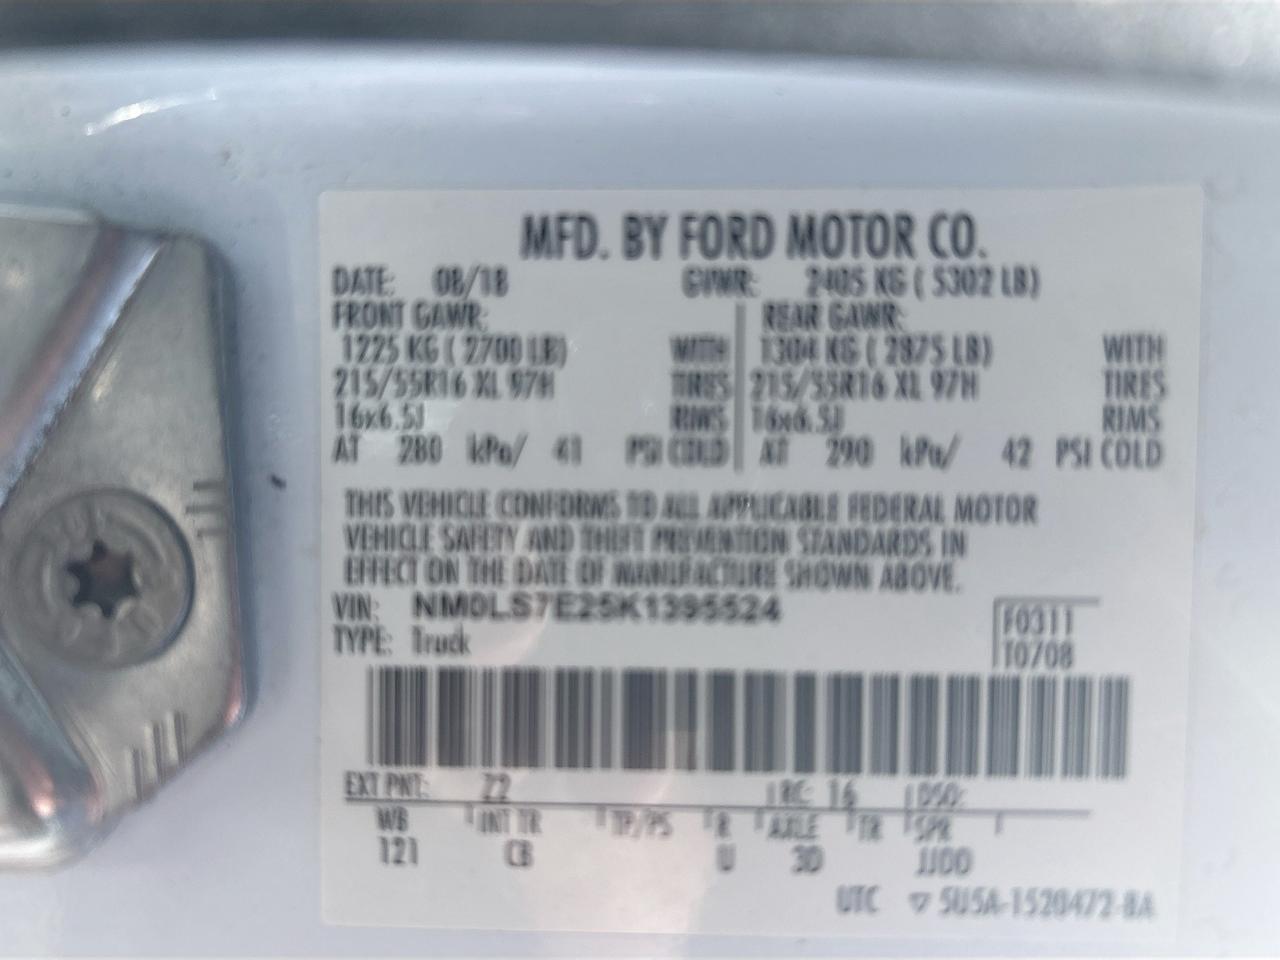 MFD. BY FORD MOTOR CO.
DATE: 08/18 GVWR: 2405 KG ( 5302 LB)
FRONT GAWR: REAR GAWR:
1225 KG ( 2700 LB) WITH 1304 KG ( 2875 LB) WITH
215/55R16 XL 97H TIRES 215/55R16 XL 97H TIRES
16x6.5J RIMS 16x6.5J RIMS
AT 280 kPa/ 41 PSI COLD AT 290 kPa/ 42 PSI COLD
THIS VEHICLE CONFORMS TO ALL APPLICABLE FEDERAL MOTOR
VEHICLE SAFETY AND THEFT PREVENTION STANDARDS IN
EFFECT ON THE DATE OF MANUFACTURE SHOWN ABOVE.
VIN: NM0LS7E25K1395524
F0311
TYPE: Truck
T0708
EXT PNT: Z2 RC: 16 DSO:
WB INT TR TP/PS R AXLE TR SPR
121 CB U 3D JJOO
UTC ▽ 5U5A-1520472-8A